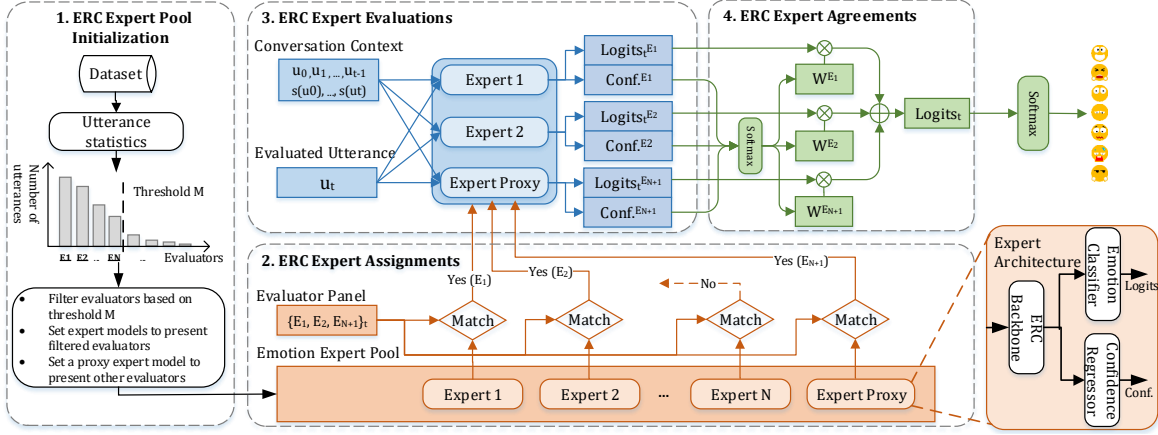 1. ERC Expert Pool
Initialization
Dataset
Utterance
statistics
Number of
utterances
Threshold M
E1 E2 ... EN ... Evaluators
• Filter evaluators based on
threshold M
• Set expert models to present
filtered evaluators
• Set a proxy expert model to
present other evaluators
3. ERC Expert Evaluations
Conversation Context
u₀,u₁ ,...,uₜ₋₁
s(u0),...,s(ut)
Evaluated Utterance
uₜ
Expert 1
Expert 2
Expert Proxy
Logitsₜᴱ¹
Conf.ᴱ¹
Logitsₜᴱ²
Conf.ᴱ²
Logitsₜᴱᴺ⁺¹
Conf.ᴱᴺ⁺¹
4. ERC Expert Agreements
Softmax
Wᴱ¹
Wᴱ²
Wᴱᴺ⁺¹
Logitsₜ
Softmax
2. ERC Expert Assignments
Yes (E₁)
Yes (E₂)
No
Yes (Eₙ₊₁)
Evaluator Panel
{E₁, E₂, Eₙ₊₁}ₜ
Match
Match
Match
Match
Emotion Expert Pool
Expert 1
Expert 2
...
Expert N
Expert Proxy
Expert
Architecture
ERC
Backbone
Emotion
Classifier
Logits
Confidence
Regressor
Conf.